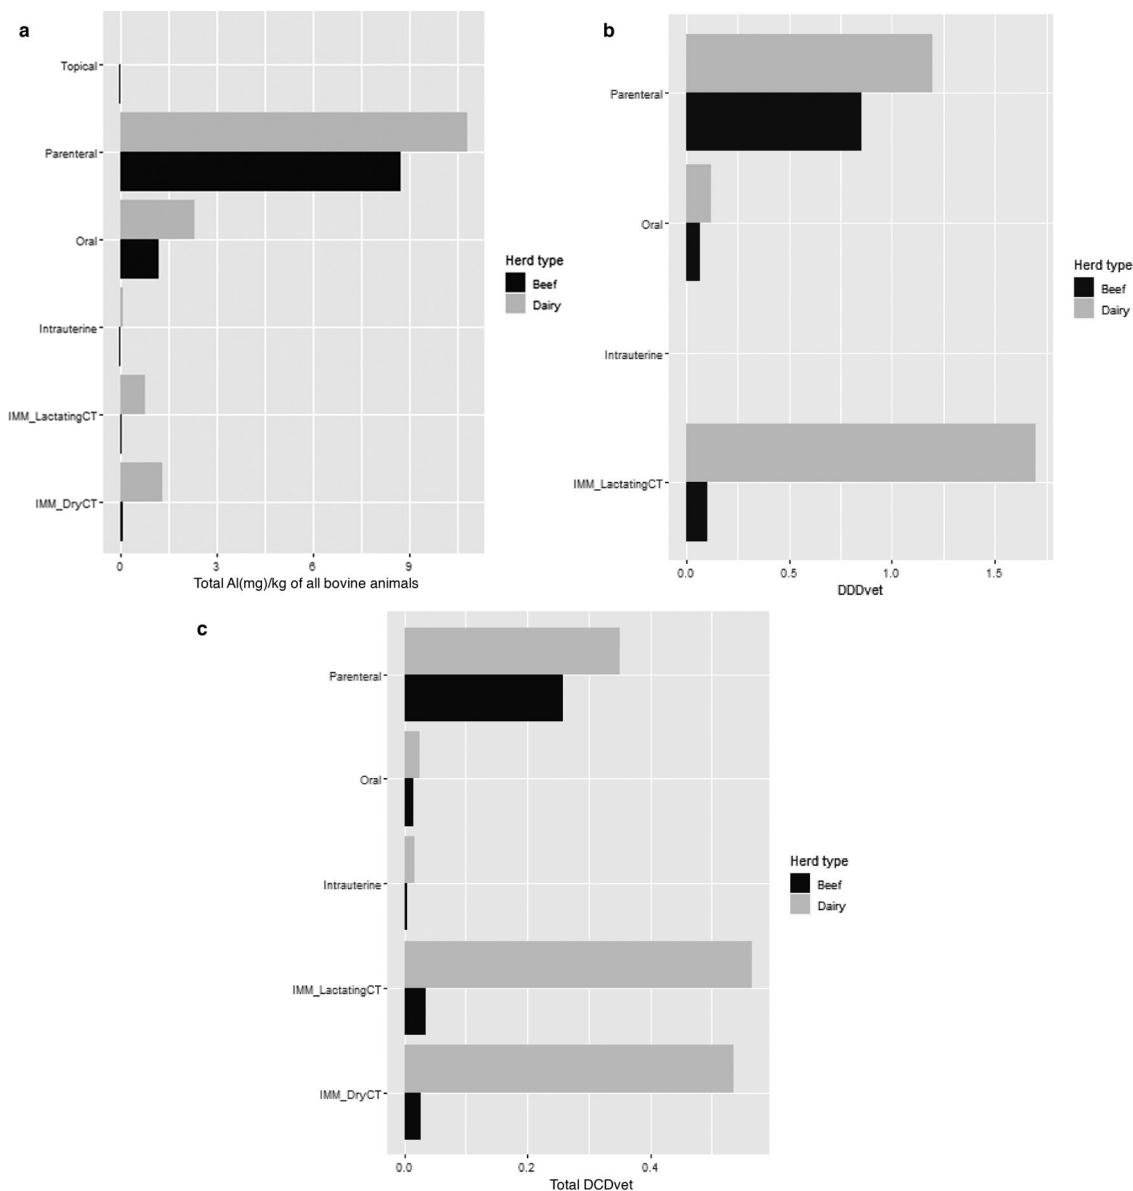 a
Topical
Parenteral
Oral
Intrauterine
IMM_LactatingCT
IMM_DryCT
0 3 6 9
Total AI(mg)/kg of all bovine animals
Herd type
Beef
Dairy
b
Parenteral
Oral
Intrauterine
IMM_LactatingCT
0.0 0.5 1.0 1.5
DDDvet
Herd type
Beef
Dairy
c
Parenteral
Oral
Intrauterine
IMM_LactatingCT
IMM_DryCT
0.0 0.2 0.4
Total DCDvet
Herd type
Beef
Dairy